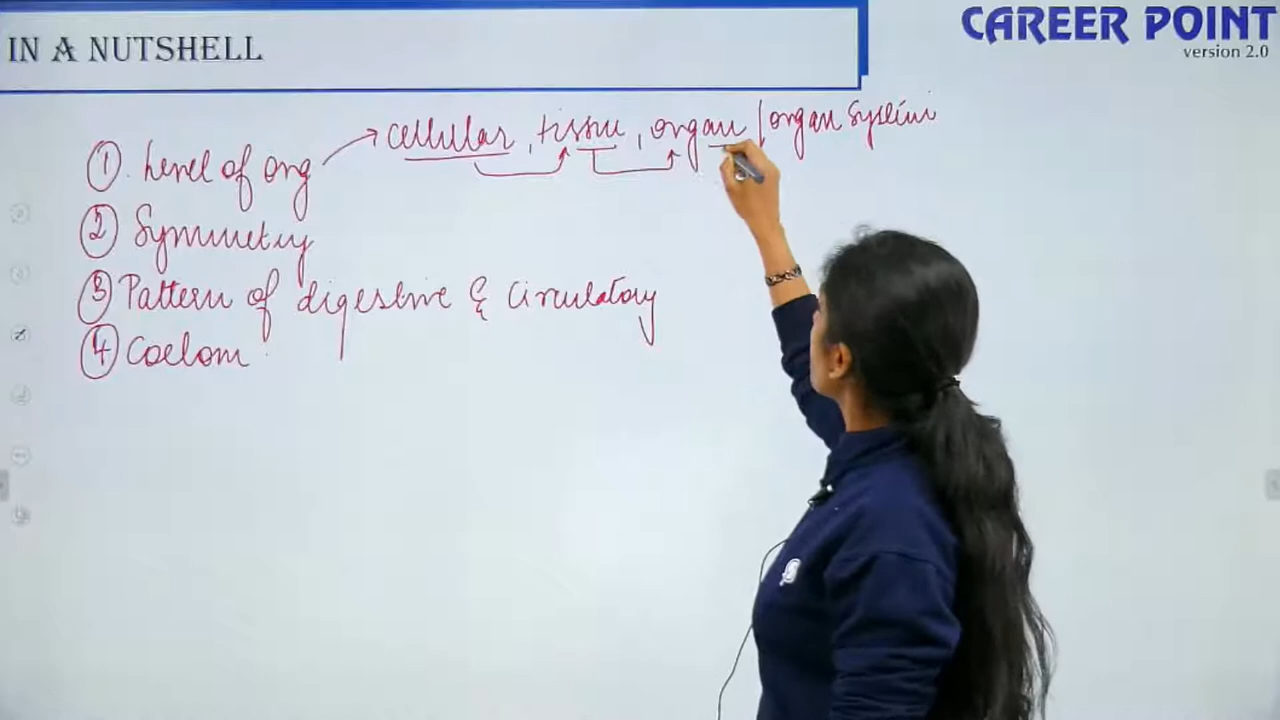 IN A NUTSHELL
CAREER POINT
version 2.0
① Level of org → cellular, tissue, organ / organ system
② Symmetry
③ Pattern of digestive & Circulatory
④ Coelom